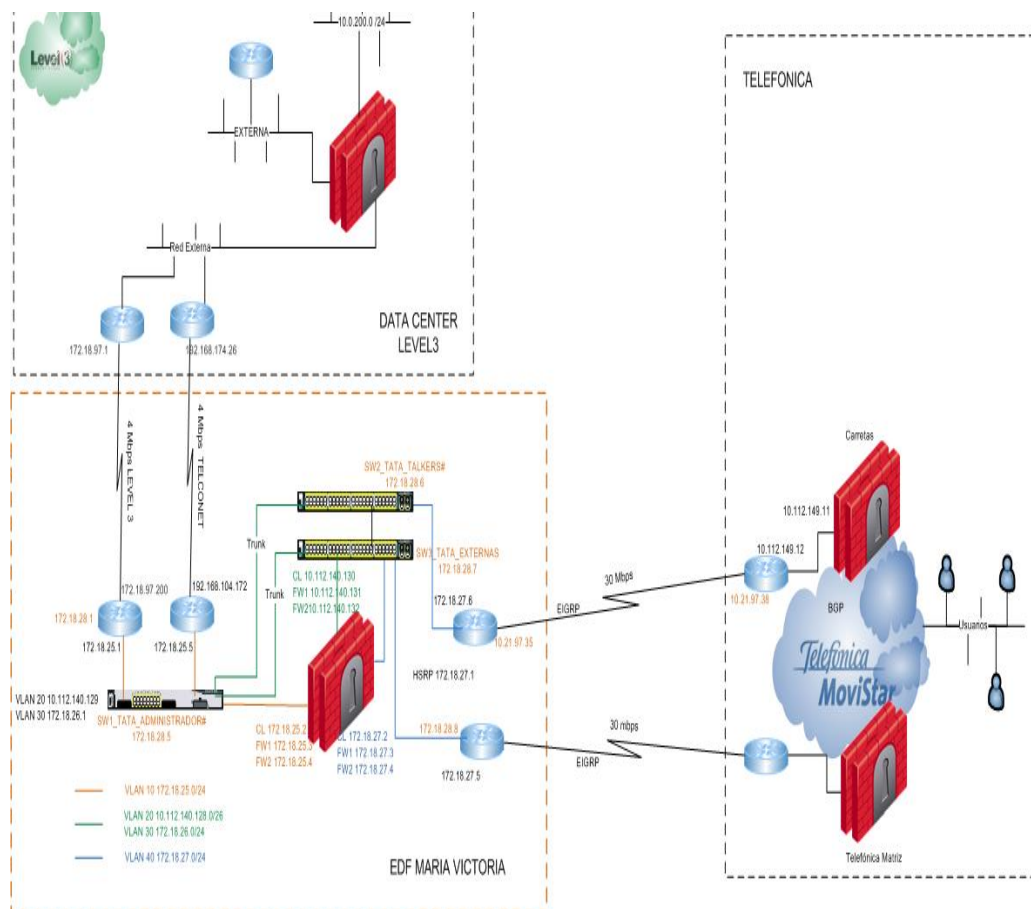 10.0.200.0 /24
Level(3)
TELEFONICA
EXTERNA
Red Externa
DATA CENTER
LEVEL3
172.18.97.1
192.168.174.26
4 Mbps LEVEL 3
4 Mbps TELCONET
SW2_TATA_TALKERS#
172.18.28.6
Carretas
Trunk
SW3_TATA_EXTERNAS
172.18.28.7
10.112.149.11
10.112.149.12
Trunk
CL 10.112.140.130
FW1 10.112.140.131
FW210.112.140.132
30 Mbps
EIGRP
172.18.97 200
192.168.104.172
172.18.28.1
172.18.27.6
10.21.97.35
10.21.97.38
BGP
Usuarios
172.18.25.1
172.18.25.5
HSRP 172.18.27.1
Telefónica
MoviStar
VLAN 20 10.112.140.129
VLAN 30 172.18.26.1
SW1_TATA_ADMINISTRADOR#
172.18.28.5
CL 172.18.25.2
FW1 172.18.25.3
FW2 172.18.25.4
CL 172.18.27.2
FW1 172.18.27.3
FW2 172.18.27.4
172.18.28.8
172.18.27.5
30 mbps
EIGRP
VLAN 10 172.18.25.0/24
VLAN 20 10.112.140.128.0/26
VLAN 30 172.18.26.0/24
VLAN 40 172.18.27.0/24
EDF MARIA VICTORIA
Telefónica Matriz